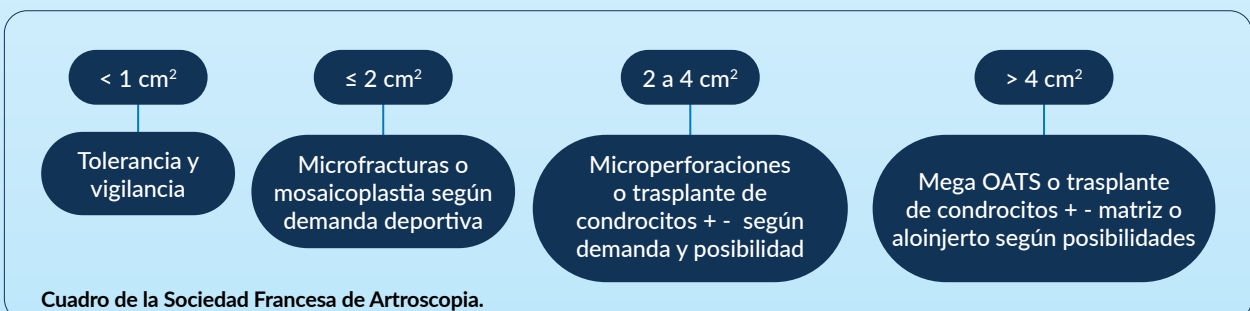 < 1 cm²
Tolerancia y
vigilancia
≤ 2 cm²
Microfracturas o
mosaicoplastia según
demanda deportiva
2 a 4 cm²
Microperforaciones
o trasplante de
condrocitos + - según
demanda y posibilidad
> 4 cm²
Mega OATS o trasplante
de condrocitos + - matriz o
aloinjerto según posibilidades
Cuadro de la Sociedad Francesa de Artroscopia.